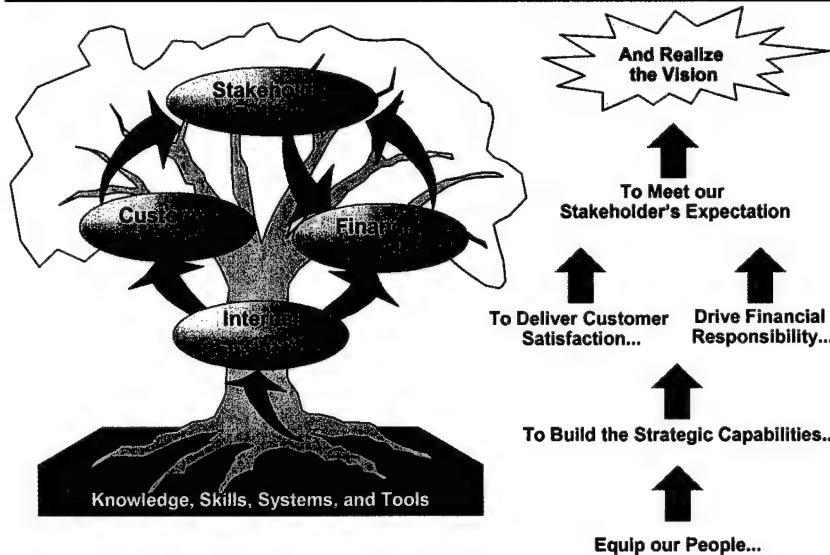 And Realize
the Vision
To Meet our
Stakeholder's Expectation
To Deliver Customer
Satisfaction...
Drive Financial
Responsibility...
To Build the Strategic Capabilities...
Equip our People...
Knowledge, Skills, Systems, and Tools